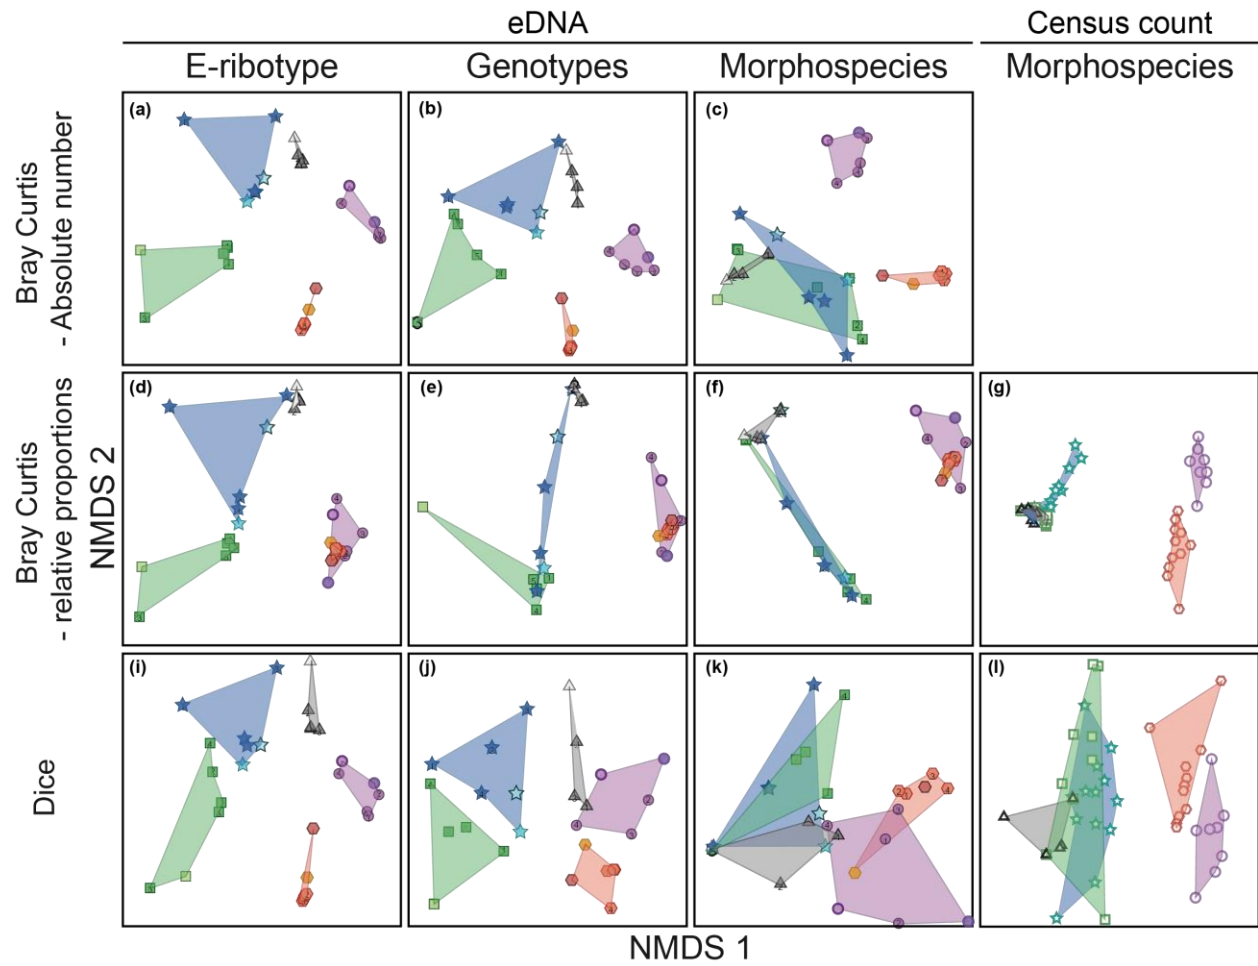 eDNA
Census count
E-ribotype
Genotypes
Morphospecies
Morphospecies
Bray Curtis
- Absolute number
(a)
(b)
(c)
Bray Curtis
- relative proportions
NMDS 2
(d)
(e)
(f)
(g)
Dice
(i)
(j)
(k)
(l)
NMDS 1